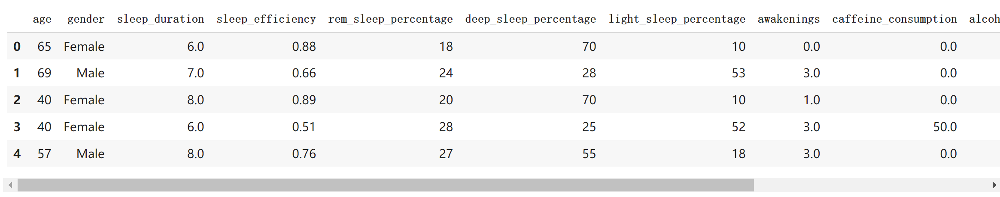 age gender sleep_duration sleep_efficiency rem_sleep_percentage deep_sleep_percentage light_sleep_percentage awakenings caffeine_consumption alcoh
0 65 Female 6.0 0.88 18 70 10 0.0 0.0
1 69 Male 7.0 0.66 24 28 53 3.0 0.0
2 40 Female 8.0 0.89 20 70 10 1.0 0.0
3 40 Female 6.0 0.51 28 25 52 3.0 50.0
4 57 Male 8.0 0.76 27 55 18 3.0 0.0